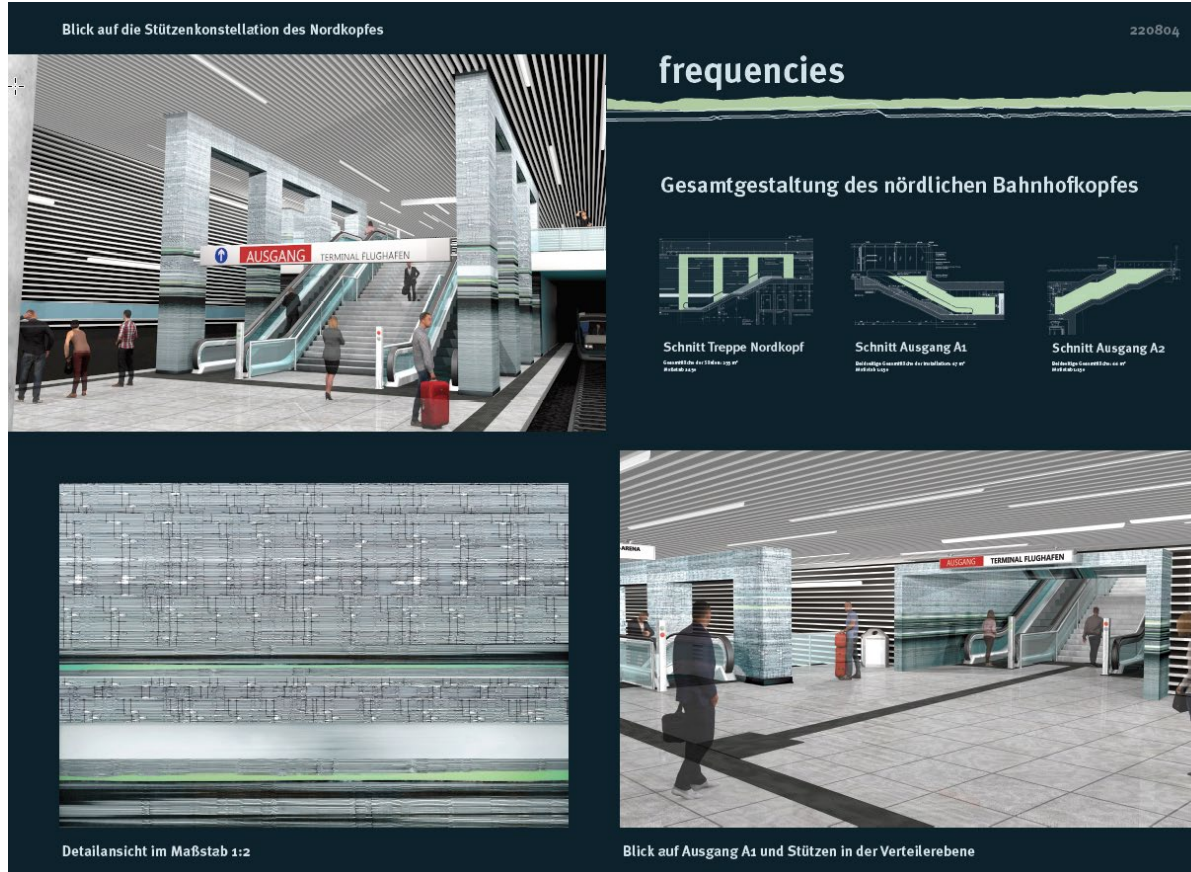 Blick auf die Stützenkonstellation des Nordkopfes
220804
frequencies
Gesamtgestaltung des nördlichen Bahnhofkopfes
AUSGANG TERMINAL FLUGHAFEN
Schnitt Treppe Nordkopf
Schnitt Ausgang A1
Schnitt Ausgang A2
-ARENA
AUSGANG TERMINAL FLUGHAFEN
Detailansicht im Maßstab 1:2
Blick auf Ausgang A1 und Stützen in der Verteilerebene